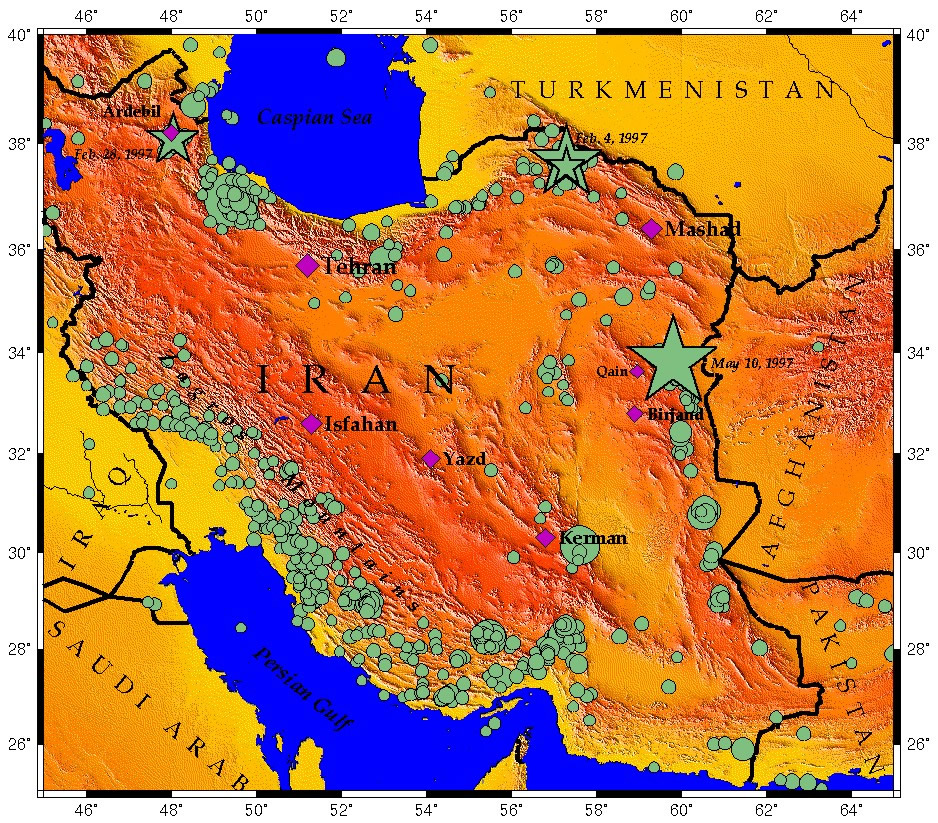 46° 48° 50° 52° 54° 56° 58° 60° 62° 64°
40° 40°
TURKMENISTAN
Ardebil
Caspian Sea
38° 38°
Feb. 28, 1997
Feb. 4, 1997
Mashad
36° 36°
Tehran
34° 34°
May 10, 1997
Qain
IRAN
Birjand
Isfahan
Zagros Mountains
AFGHANISTAN
32° 32°
Yazd
IRAQ
Kerman
30° 30°
PAKISTAN
28° 28°
SAUDI ARAB
Persian Gulf
26° 26°
46° 48° 50° 52° 54° 56° 58° 60° 62° 64°